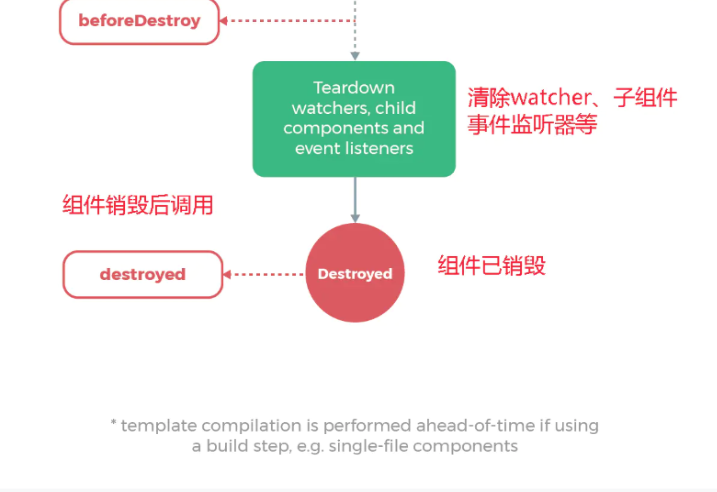 beforeDestroy
Teardown
watchers, child
components and
event listeners
清除watcher、子组件
事件监听器等
组件销毁后调用
destroyed
Destroyed
组件已销毁
* template compilation is performed ahead-of-time if using
a build step, e.g. single-file components